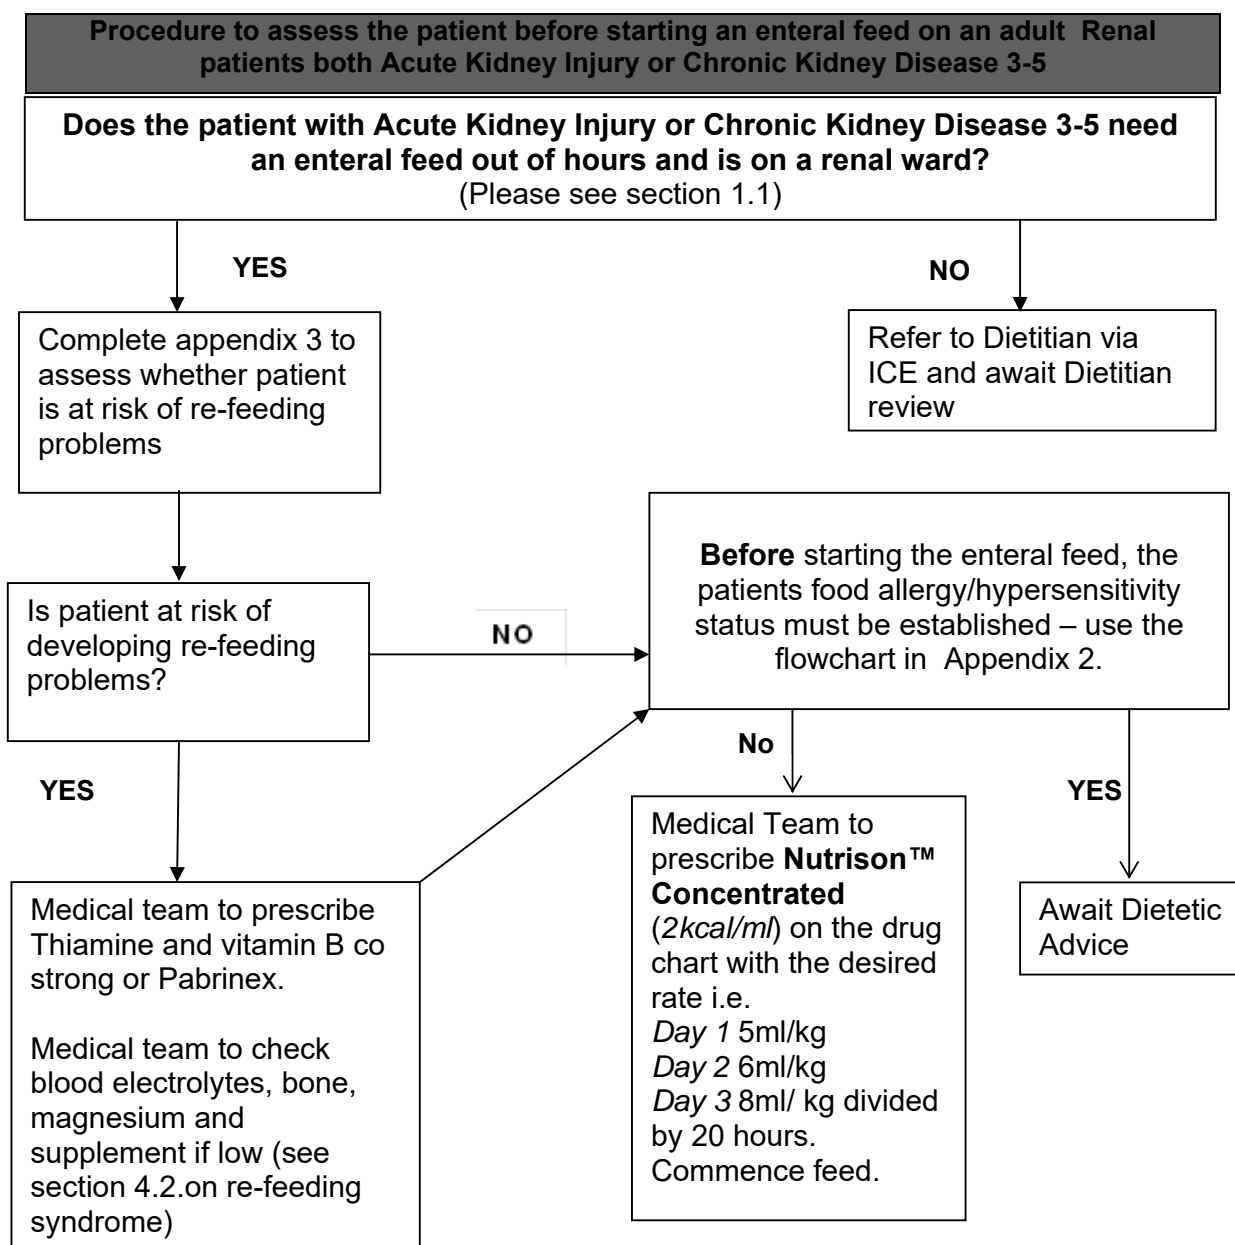 Procedure to assess the patient before starting an enteral feed on an adult Renal
patients both Acute Kidney Injury or Chronic Kidney Disease 3-5
Does the patient with Acute Kidney Injury or Chronic Kidney Disease 3-5 need
an enteral feed out of hours and is on a renal ward?
(Please see section 1.1)
YES
NO
Complete appendix 3 to
assess whether patient
is at risk of re-feeding
problems
Refer to Dietitian via
ICE and await Dietitian
review
Is patient at risk of
developing re-feeding
problems?
NO
Before starting the enteral feed, the
patients food allergy/hypersensitivity
status must be established – use the
flowchart in Appendix 2.
YES
No
YES
Medical team to prescribe
Thiamine and vitamin B co
strong or Pabrinex.
Medical team to check
blood electrolytes, bone,
magnesium and
supplement if low (see
section 4.2.on re-feeding
syndrome)
Medical Team to
prescribe Nutrison™
Concentrated
(2kcal/ml) on the drug
chart with the desired
rate i.e.
Day 1 5ml/kg
Day 2 6ml/kg
Day 3 8ml/ kg divided
by 20 hours.
Commence feed.
Await Dietetic
Advice